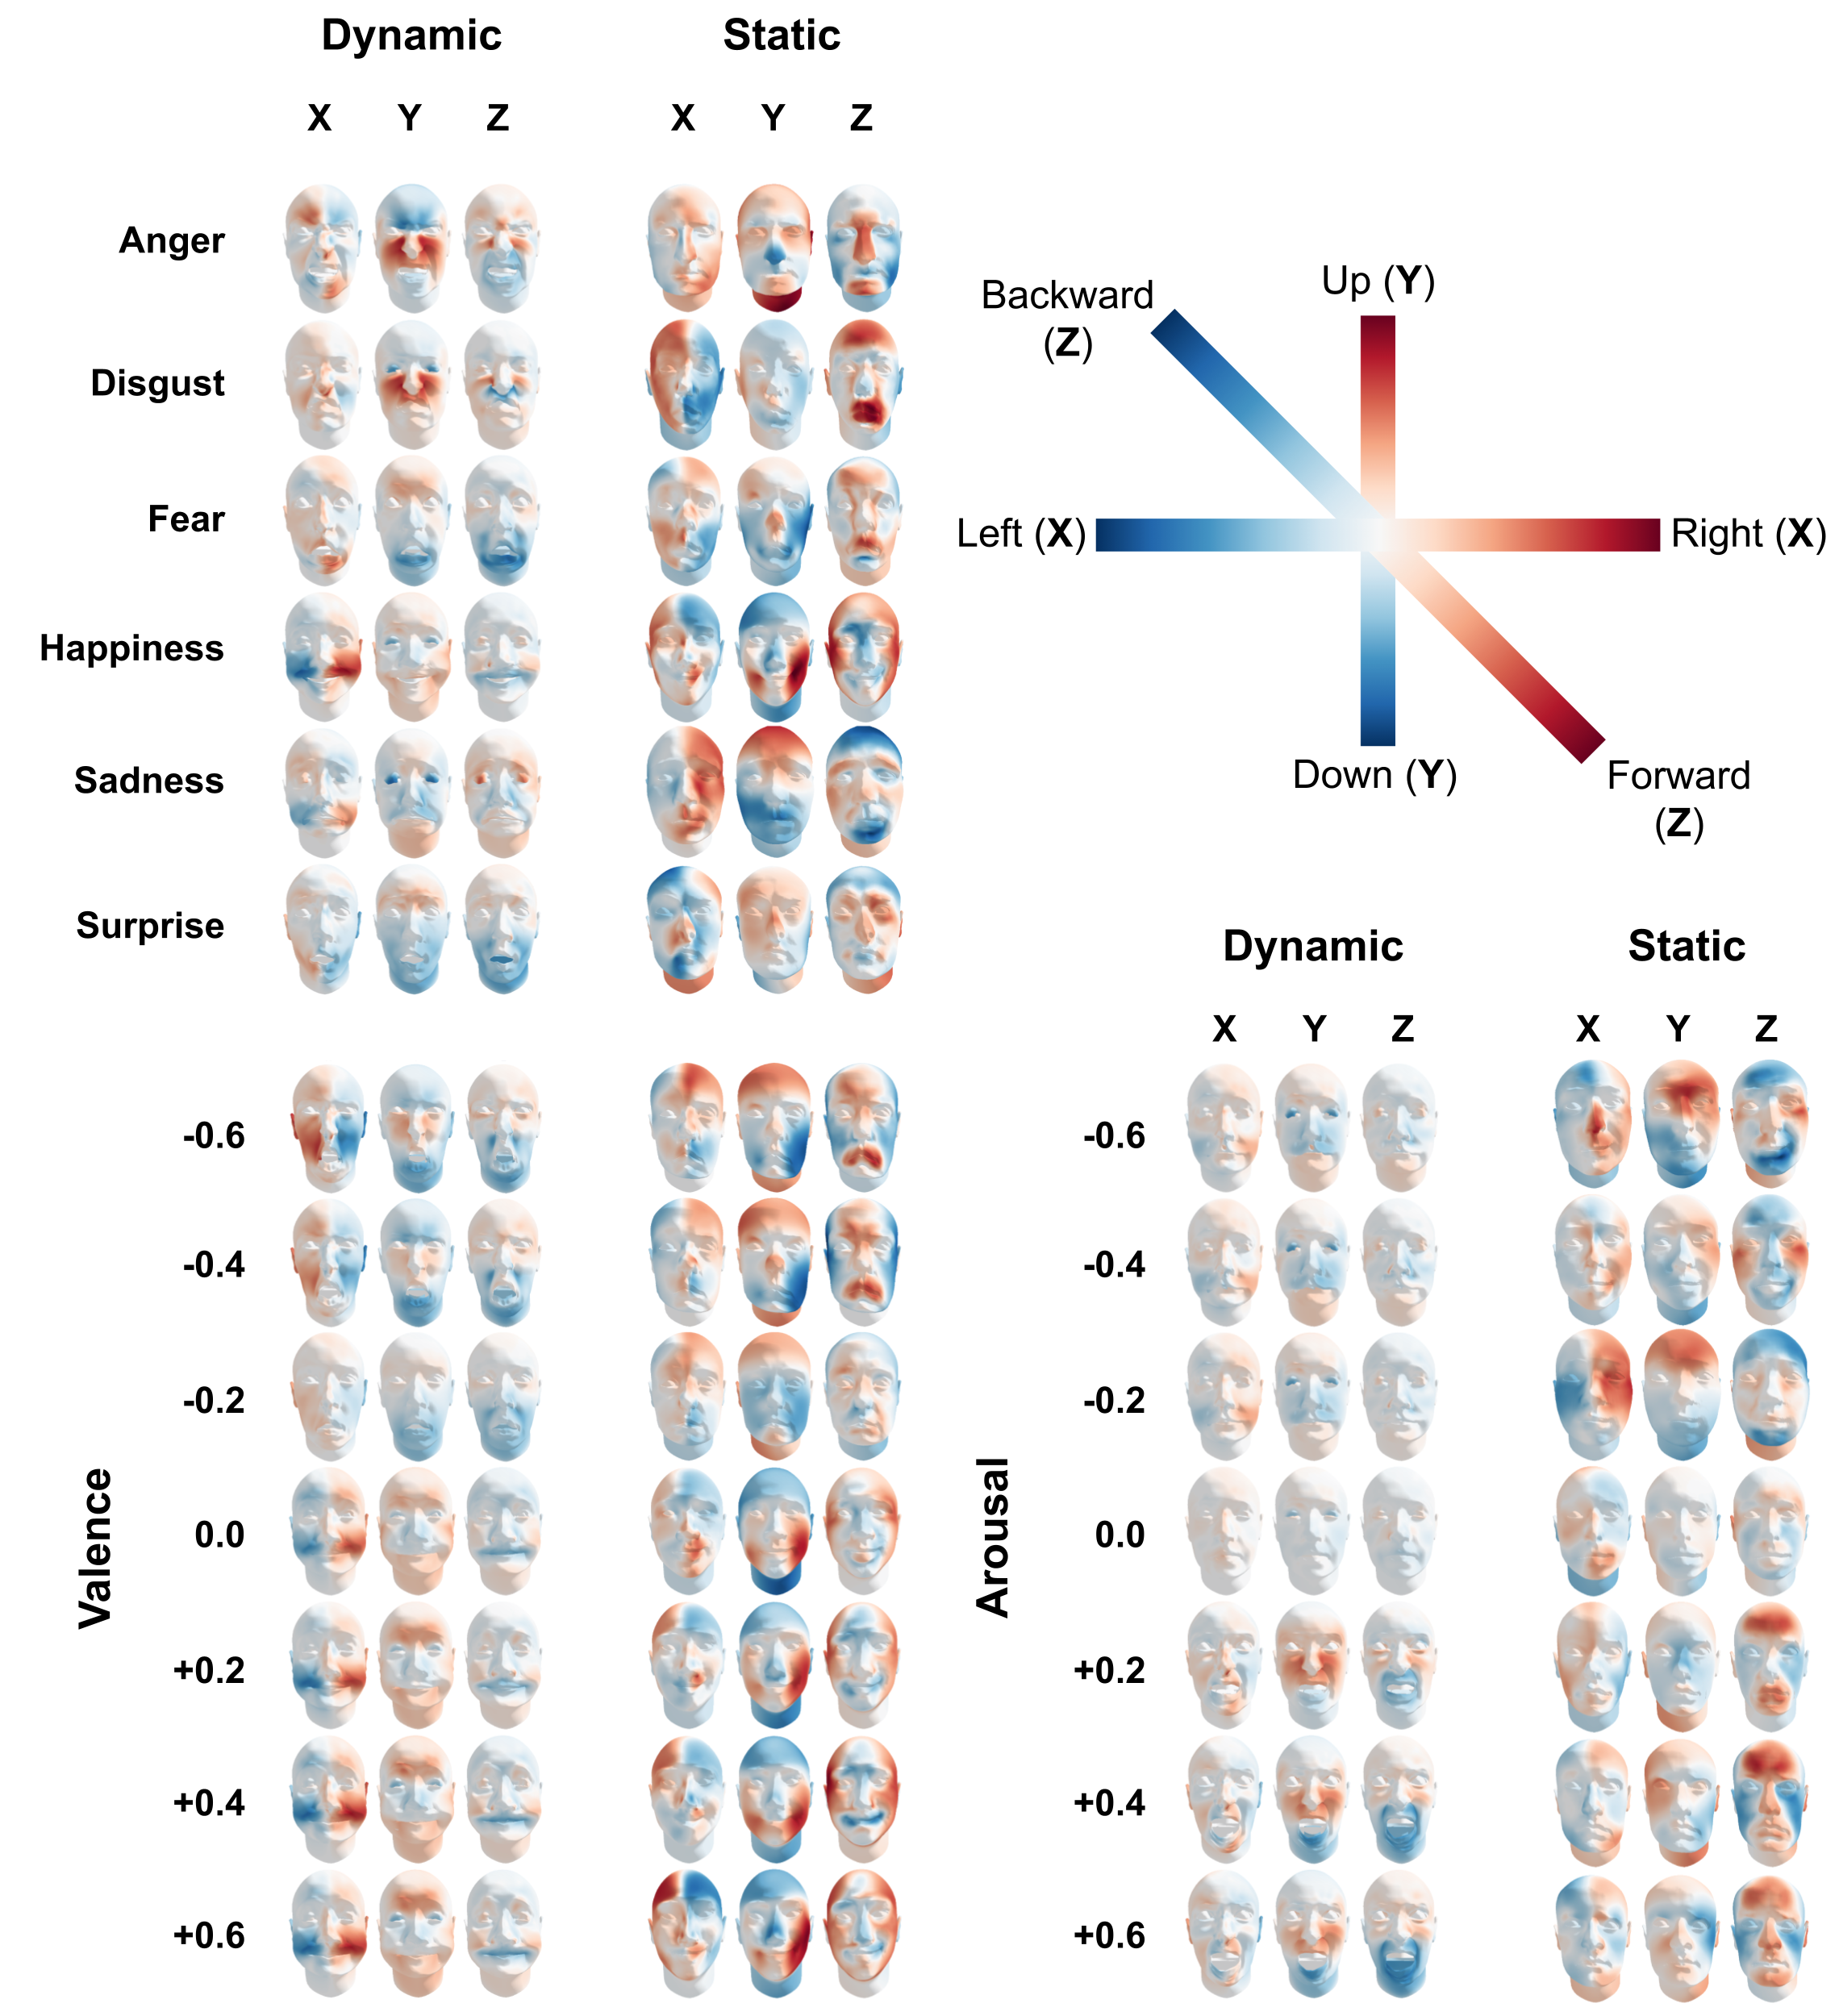 Dynamic Static
X Y Z X Y Z
Anger
Disgust
Fear
Happiness
Sadness
Surprise
Backward
(Z)
Up (Y)
Left (X)
Right (X)
Down (Y)
Forward
(Z)
Valence
-0.6
-0.4
-0.2
0.0
+0.2
+0.4
+0.6
Dynamic Static
X Y Z X Y Z
Arousal
-0.6
-0.4
-0.2
0.0
+0.2
+0.4
+0.6